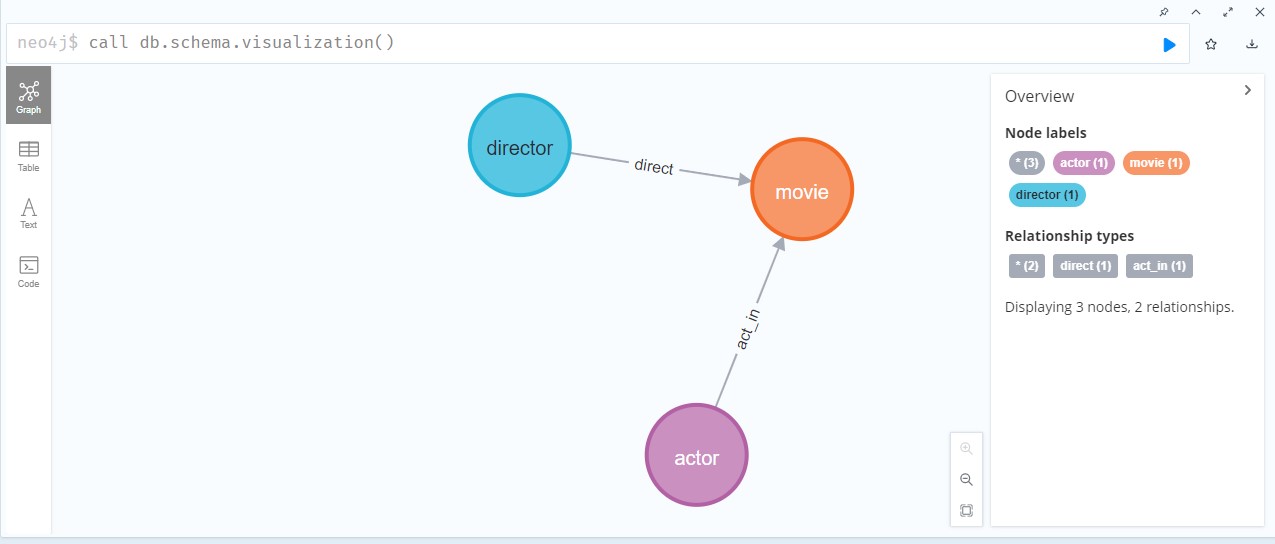 neo4j$ call db.schema.visualization()
Graph
Table
Text
Code
director
direct
movie
act_in
actor
Overview
Node labels
* (3) actor (1) movie (1)
director (1)
Relationship types
* (2) direct (1) act_in (1)
Displaying 3 nodes, 2 relationships.